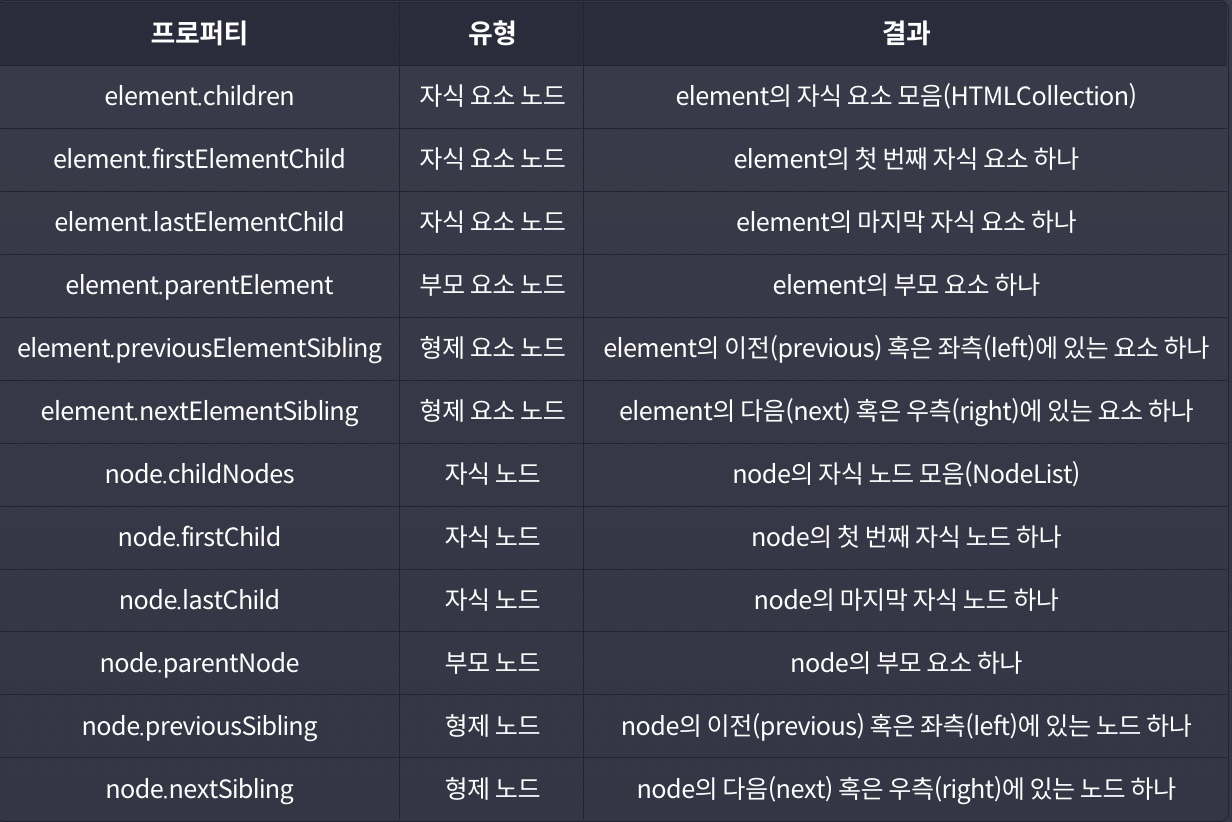 프로퍼티 유형 결과
element.children 자식 요소 노드 element의 자식 요소 모음(HTMLCollection)
element.firstElementChild 자식 요소 노드 element의 첫 번째 자식 요소 하나
element.lastElementChild 자식 요소 노드 element의 마지막 자식 요소 하나
element.parentElement 부모 요소 노드 element의 부모 요소 하나
element.previousElementSibling 형제 요소 노드 element의 이전(previous) 혹은 좌측(left)에 있는 요소 하나
element.nextElementSibling 형제 요소 노드 element의 다음(next) 혹은 우측(right)에 있는 요소 하나
node.childNodes 자식 노드 node의 자식 노드 모음(NodeList)
node.firstChild 자식 노드 node의 첫 번째 자식 노드 하나
node.lastChild 자식 노드 node의 마지막 자식 노드 하나
node.parentNode 부모 노드 node의 부모 요소 하나
node.previousSibling 형제 노드 node의 이전(previous) 혹은 좌측(left)에 있는 노드 하나
node.nextSibling 형제 노드 node의 다음(next) 혹은 우측(right)에 있는 노드 하나